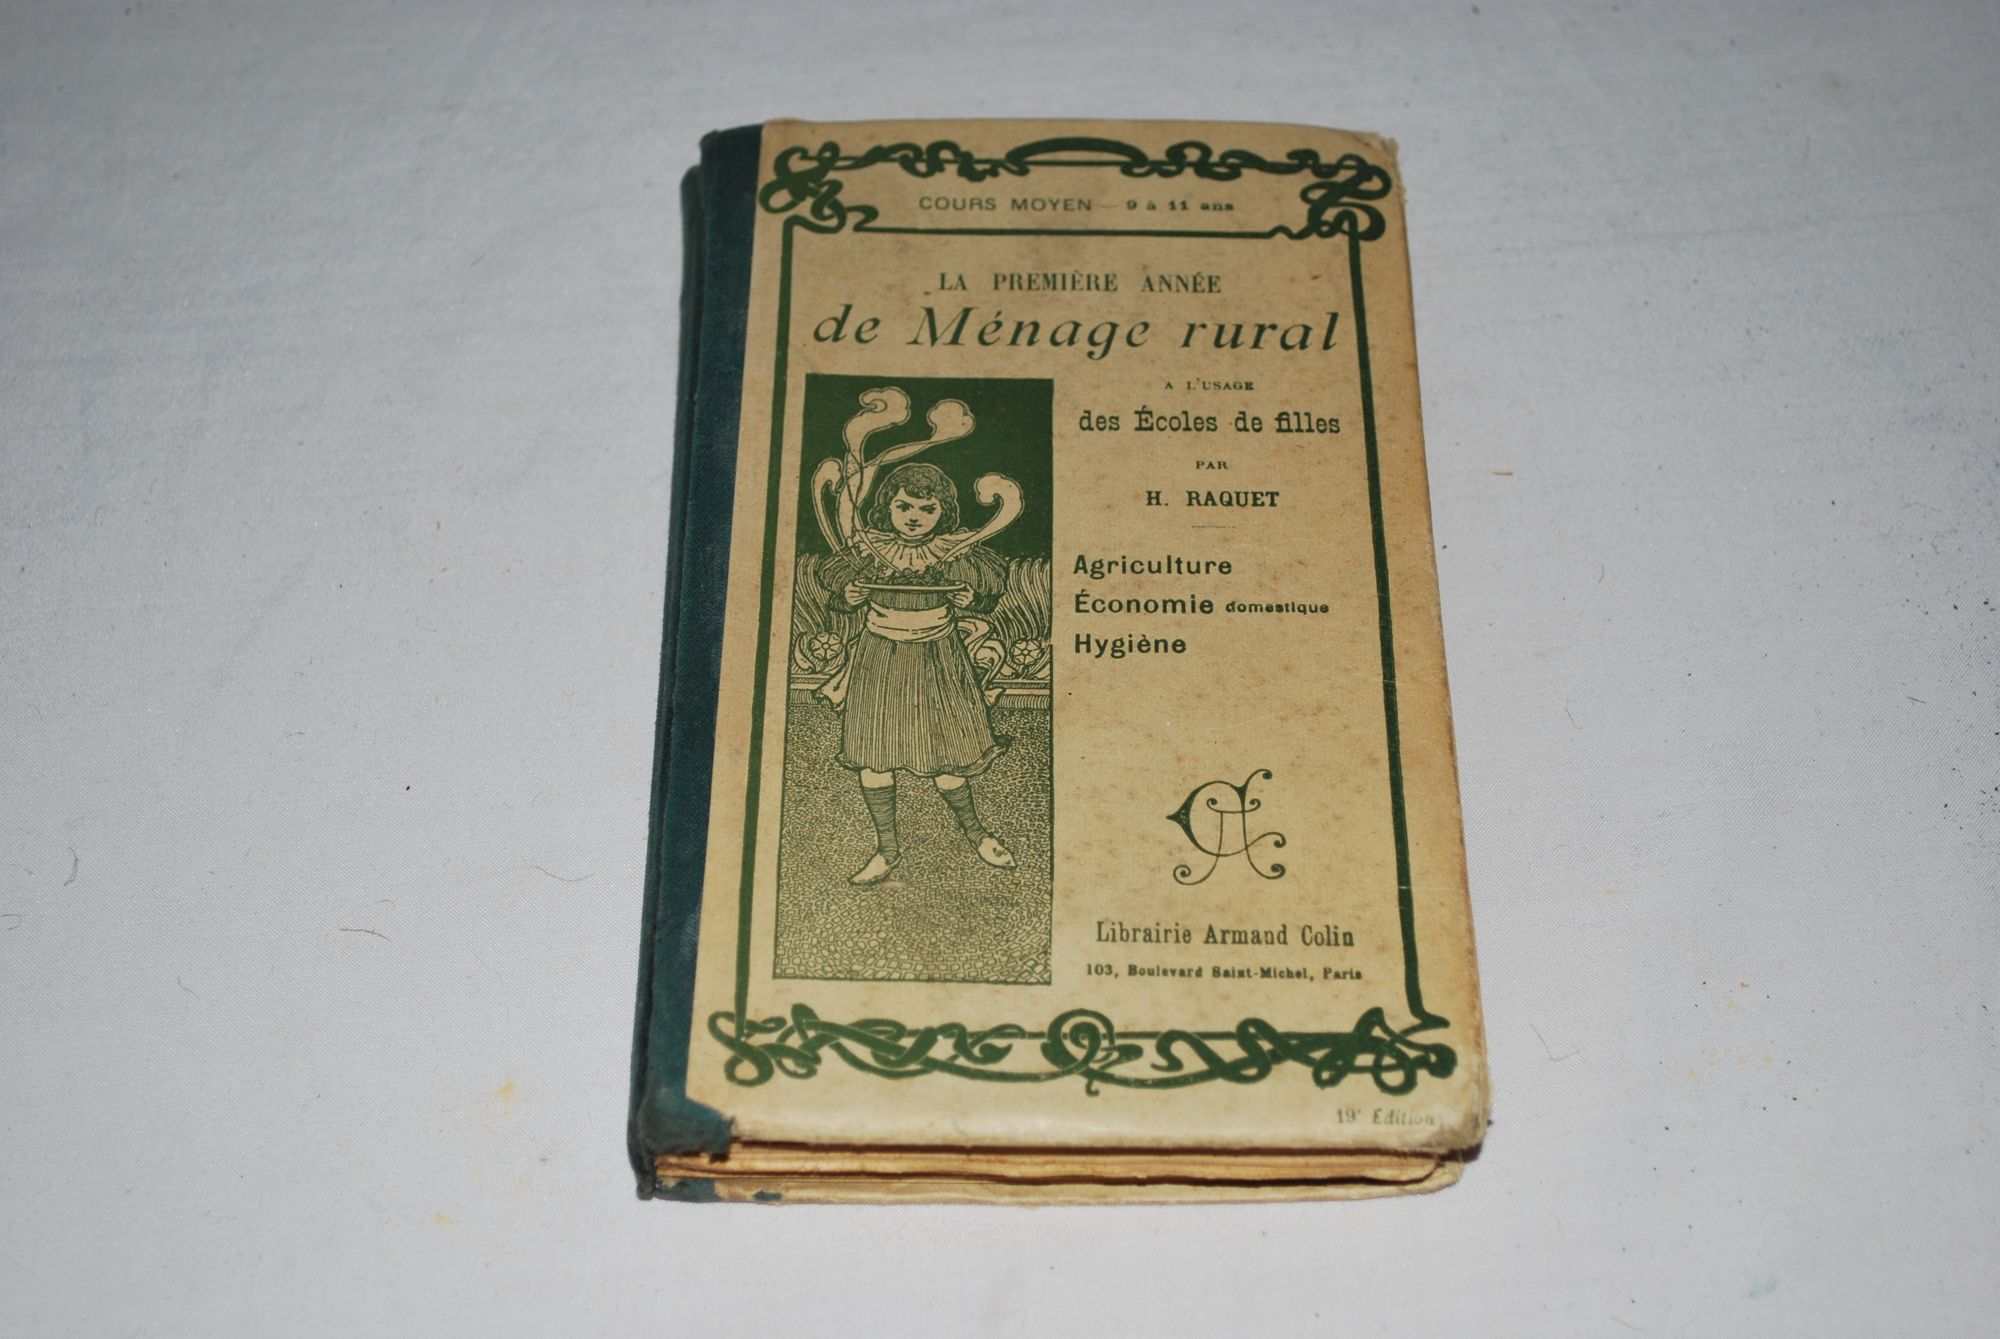 COURS MOYEN — 9 à 11 ans
LA PREMIÈRE ANNÉE
de Ménage rural
A L'USAGE
des Écoles de filles
PAR
H. RAQUET
Agriculture
Économie domestique
Hygiène
AC
Librairie Armand Colin
103, Boulevard Saint-Michel, Paris
19e Édition